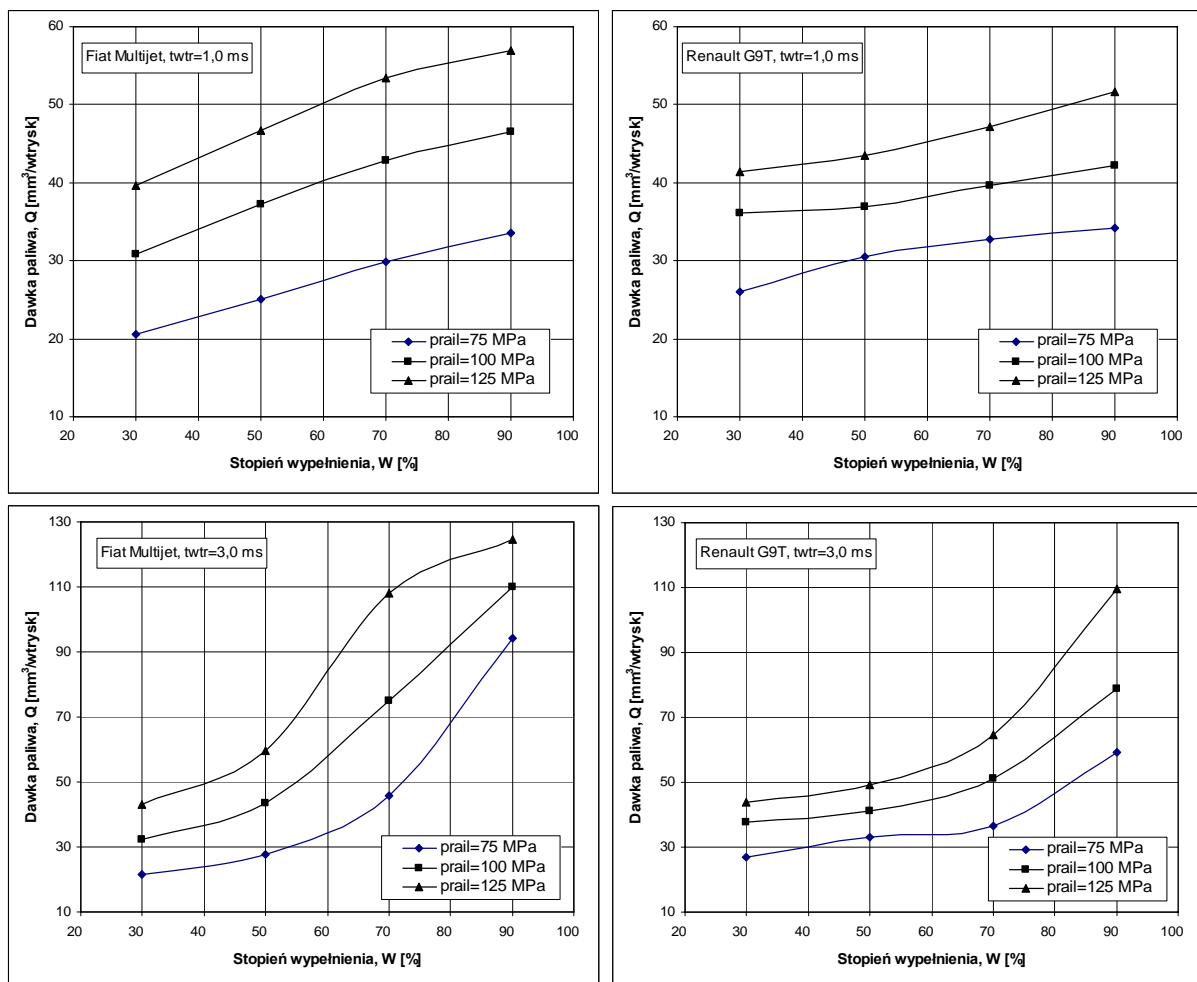 Fiat Multijet, twtr=1,0 ms
Dawka paliwa, Q [mm³/wtrysk]
60
50
40
30
20
10
prail=75 MPa
prail=100 MPa
prail=125 MPa
20 30 40 50 60 70 80 90 100
Stopień wypełnienia, W [%]
Renault G9T, twtr=1,0 ms
Dawka paliwa, Q [mm³/wtrysk]
60
50
40
30
20
10
prail=75 MPa
prail=100 MPa
prail=125 MPa
20 30 40 50 60 70 80 90 100
Stopień wypełnienia, W [%]
Fiat Multijet, twtr=3,0 ms
Dawka paliwa, Q [mm³/wtrysk]
130
110
90
70
50
30
10
prail=75 MPa
prail=100 MPa
prail=125 MPa
20 30 40 50 60 70 80 90 100
Stopień wypełnienia, W [%]
Renault G9T, twtr=3,0 ms
Dawka paliwa, Q [mm³/wtrysk]
130
110
90
70
50
30
10
prail=75 MPa
prail=100 MPa
prail=125 MPa
20 30 40 50 60 70 80 90 100
Stopień wypełnienia, W [%]